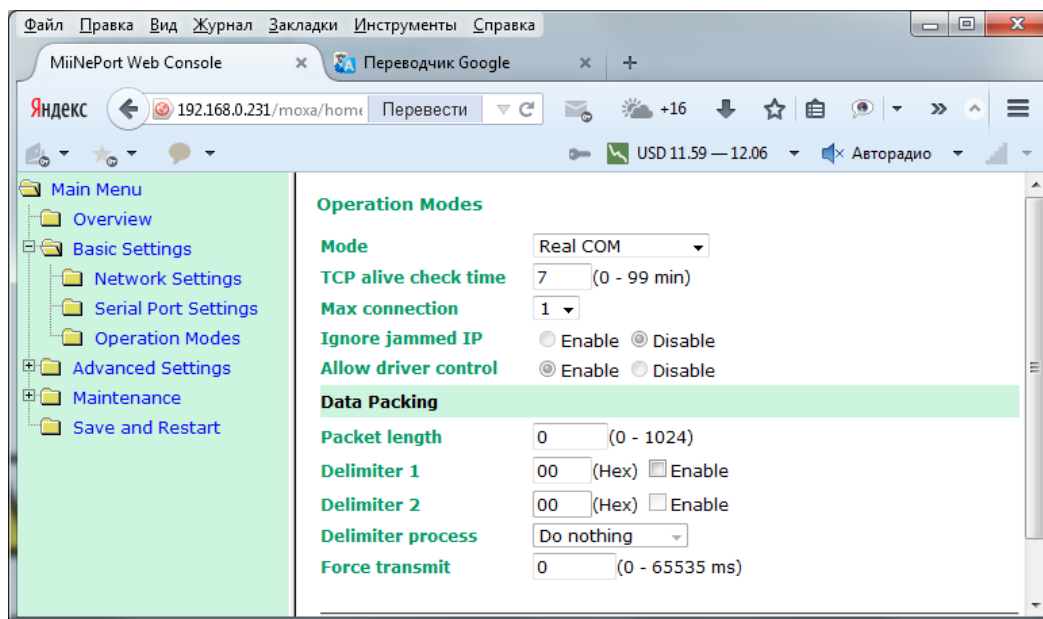 Файл Правка Вид Журнал Закладки Инструменты Справка
MiiNePort Web Console × Переводчик Google × +
Яндекс 192.168.0.231/moxa/home Перевести +16 »
USD 11.59 — 12.06 Авторадио
Main Menu
Overview
Basic Settings
Network Settings
Serial Port Settings
Operation Modes
Advanced Settings
Maintenance
Save and Restart
Operation Modes
Mode Real COM
TCP alive check time 7 (0 - 99 min)
Max connection 1
Ignore jammed IP Enable Disable
Allow driver control Enable Disable
Data Packing
Packet length 0 (0 - 1024)
Delimiter 1 00 (Hex) Enable
Delimiter 2 00 (Hex) Enable
Delimiter process Do nothing
Force transmit 0 (0 - 65535 ms)